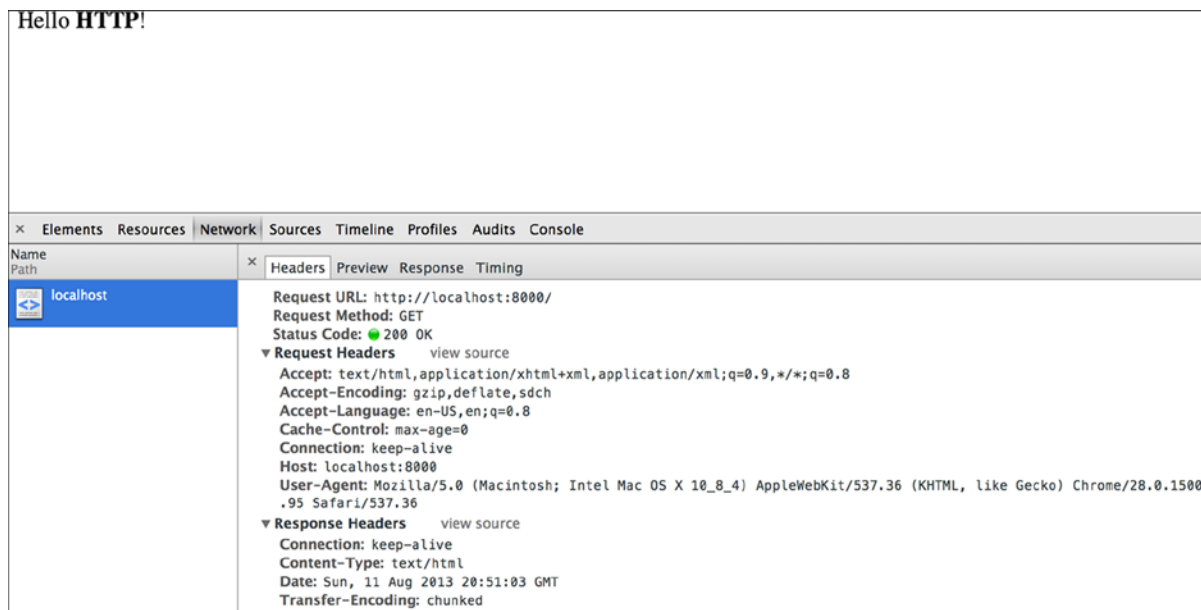 Hello HTTP!
× Elements Resources Network Sources Timeline Profiles Audits Console
Name
Path
× Headers Preview Response Timing
localhost
Request URL: http://localhost:8000/
Request Method: GET
Status Code: 200 OK
▼ Request Headers view source
Accept: text/html,application/xhtml+xml,application/xml;q=0.9,*/*;q=0.8
Accept-Encoding: gzip,deflate,sdch
Accept-Language: en-US,en;q=0.8
Cache-Control: max-age=0
Connection: keep-alive
Host: localhost:8000
User-Agent: Mozilla/5.0 (Macintosh; Intel Mac OS X 10_8_4) AppleWebKit/537.36 (KHTML, like Gecko) Chrome/28.0.1500
.95 Safari/537.36
▼ Response Headers view source
Connection: keep-alive
Content-Type: text/html
Date: Sun, 11 Aug 2013 20:51:03 GMT
Transfer-Encoding: chunked